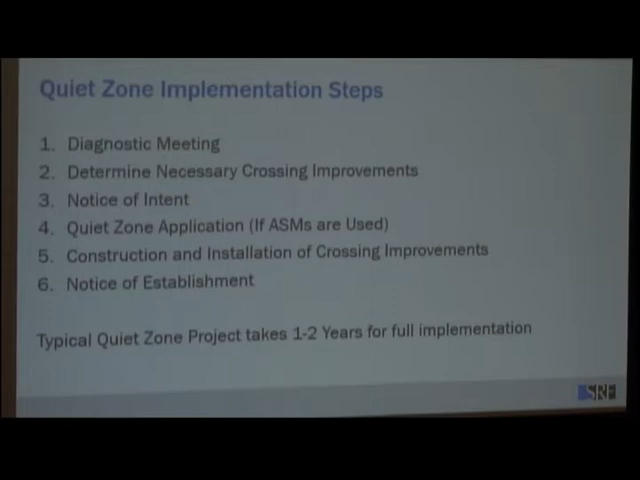 Quiet Zone Implementation Steps
1. Diagnostic Meeting
2. Determine Necessary Crossing Improvements
3. Notice of Intent
4. Quiet Zone Application (If ASMs are Used)
5. Construction and Installation of Crossing Improvements
6. Notice of Establishment
Typical Quiet Zone Project takes 1-2 Years for full implementation
SRF